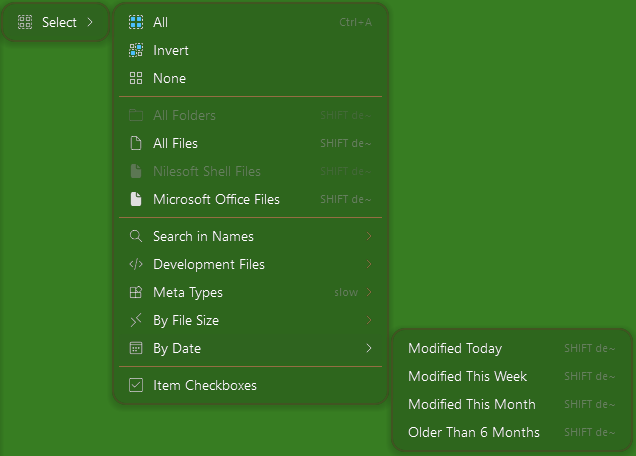 Select
All Ctrl+A
Invert
None
All Folders SHIFT de~
All Files SHIFT de~
Nilesoft Shell Files SHIFT de~
Microsoft Office Files SHIFT de~
Search in Names
Development Files
Meta Types slow
By File Size
By Date
Item Checkboxes
Modified Today SHIFT de~
Modified This Week SHIFT de~
Modified This Month SHIFT de~
Older Than 6 Months SHIFT de~